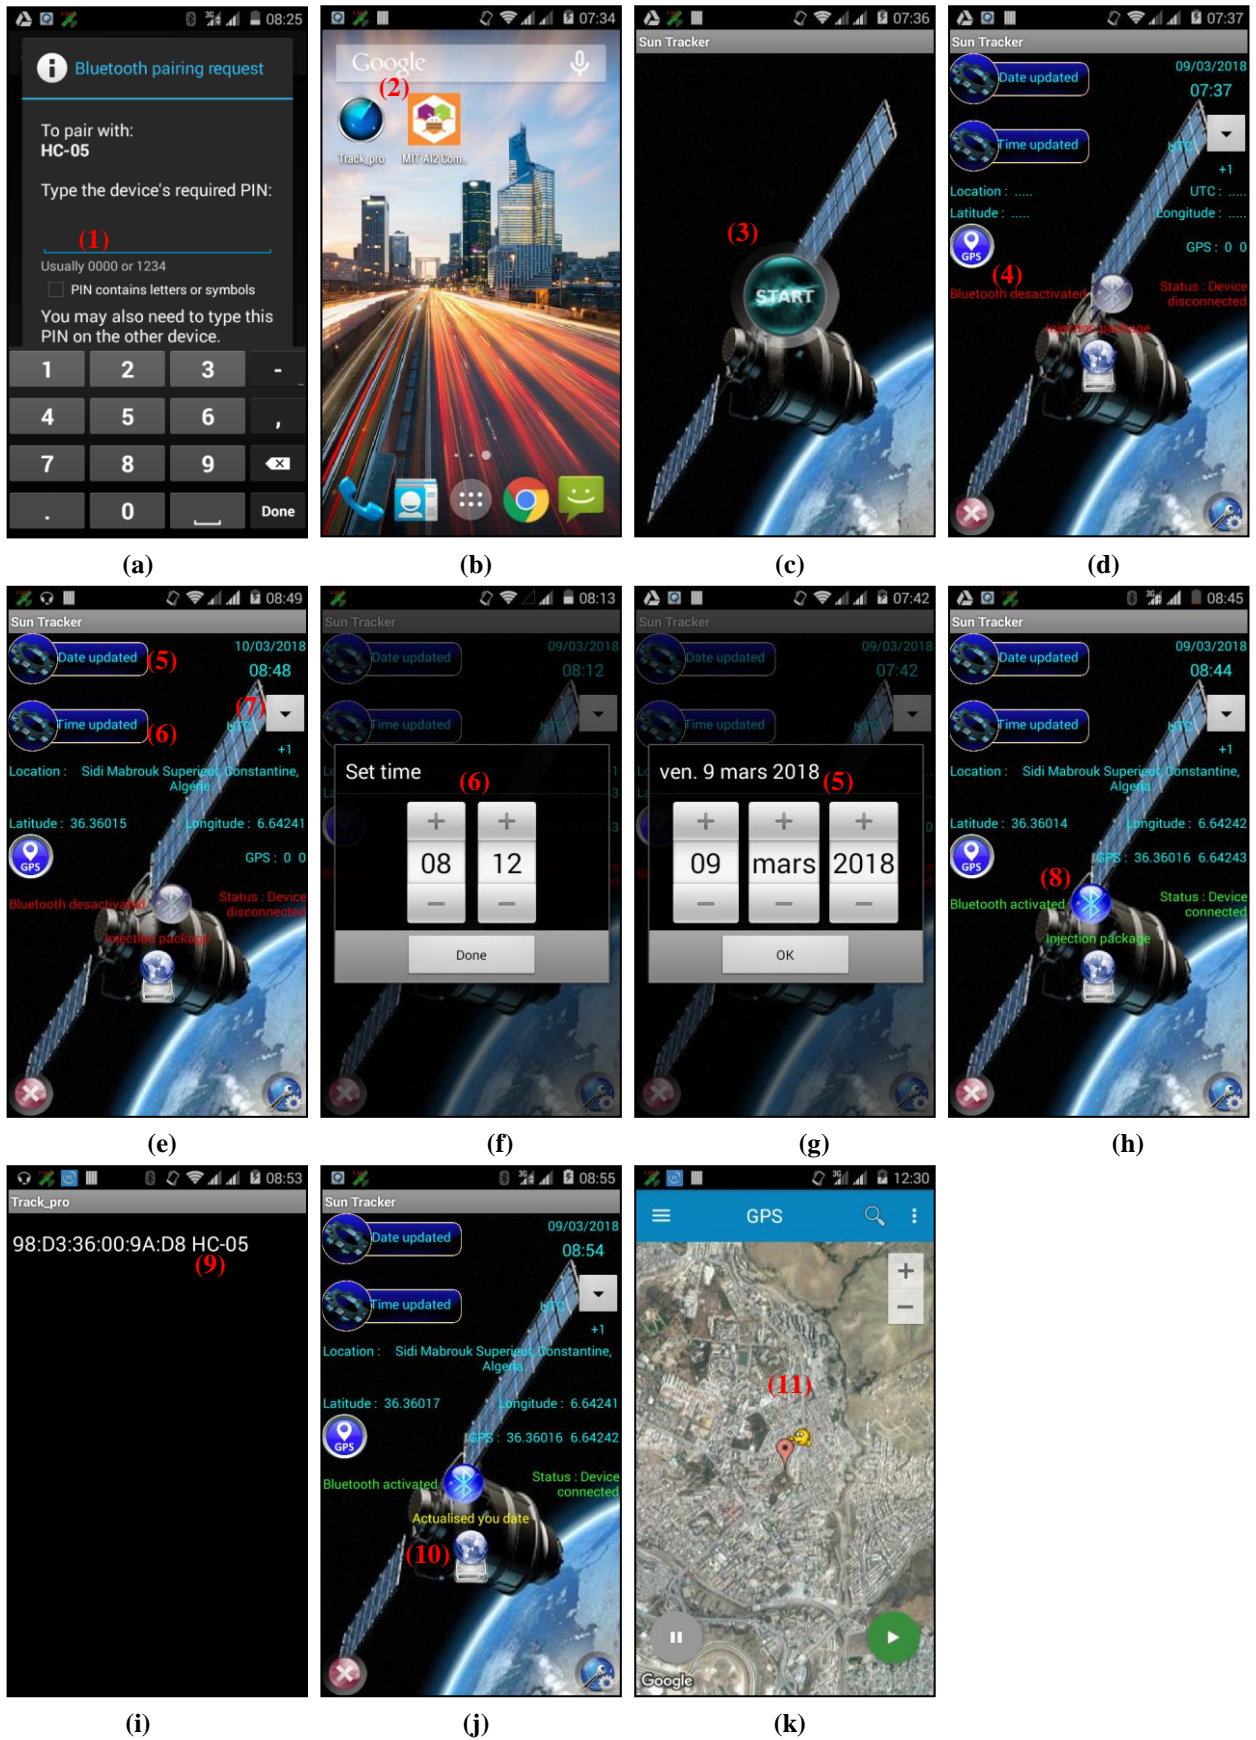 08:25
Bluetooth pairing request
To pair with:
HC-05
Type the device's required PIN:
(1)
Usually 0000 or 1234
PIN contains letters or symbols
You may also need to type this
PIN on the other device.
1 2 3 -
4 5 6 ,
7 8 9
. 0 Done
(a)
07:34
Google
(2)
Track_pro MIT AI2 Com..
(b)
07:36
Sun Tracker
(3)
START
(c)
07:37
Sun Tracker
09/03/2018
Date updated
07:37
Time updated
UTC
+1
Location : .....
UTC : .....
Latitude : .....
Longitude : .....
GPS
GPS : 0 0
(4)
Bluetooth desactivated
Status : Device
disconnected
Injection package
(d)
08:49
Sun Tracker
10/03/2018
Date updated (5)
08:48
(7)
Time updated (6)
UTC
+1
Location : Sidi Mabrouk Superieur, Constantine,
Algérie
Latitude : 36.36015 Longitude : 6.64241
GPS
GPS : 0 0
Bluetooth desactivated
Status : Device
disconnected
Injection package
(e)
08:13
Sun Tracker
09/03/2018
Date updated
08:12
Time updated
Set time
(6)
08 12
Done
(f)
07:42
Sun Tracker
09/03/2018
Date updated
07:42
Time updated
ven. 9 mars 2018
(5)
09 mars 2018
OK
(g)
08:45
Sun Tracker
09/03/2018
Date updated
08:44
Time updated
UTC
+1
Location : Sidi Mabrouk Superieur, Constantine,
Algeria
Latitude : 36.36014 Longitude : 6.64242
GPS
GPS : 36.36016 6.64243
(8)
Bluetooth activated
Status : Device
connected
Injection package
(h)
08:53
Track_pro
98:D3:36:00:9A:D8 HC-05
(9)
(i)
08:55
Sun Tracker
09/03/2018
Date updated
08:54
Time updated
UTC
+1
Location : Sidi Mabrouk Superieur, Constantine,
Algeria
Latitude : 36.36017 Longitude : 6.64241
GPS
GPS : 36.36016 6.64242
Bluetooth activated
Status : Device
connected
Actualised you date
(10)
(j)
12:30
GPS
+
−
(11)
Google
(k)